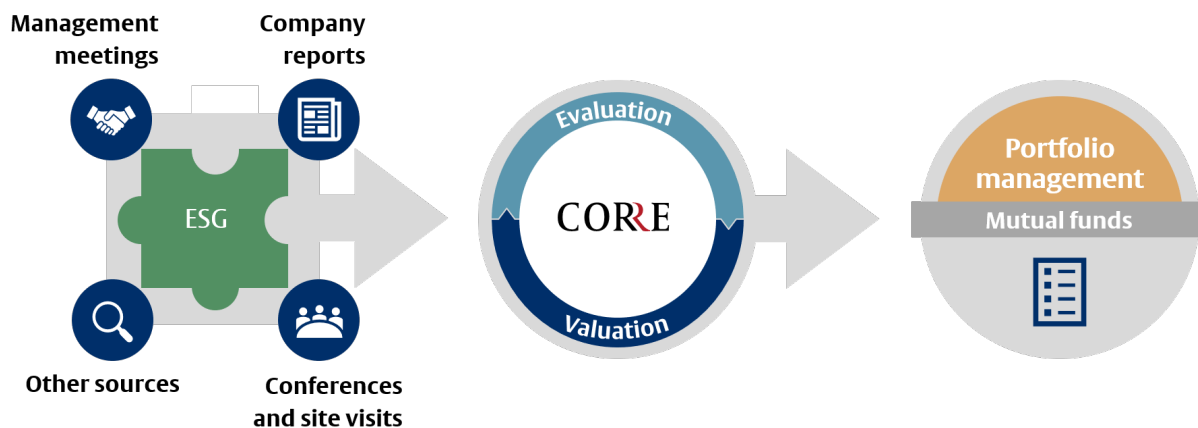 Management
meetings
Company
reports
ESG
Other sources
Conferences
and site visits
Evaluation
CORRE
Valuation
Portfolio
management
Mutual funds